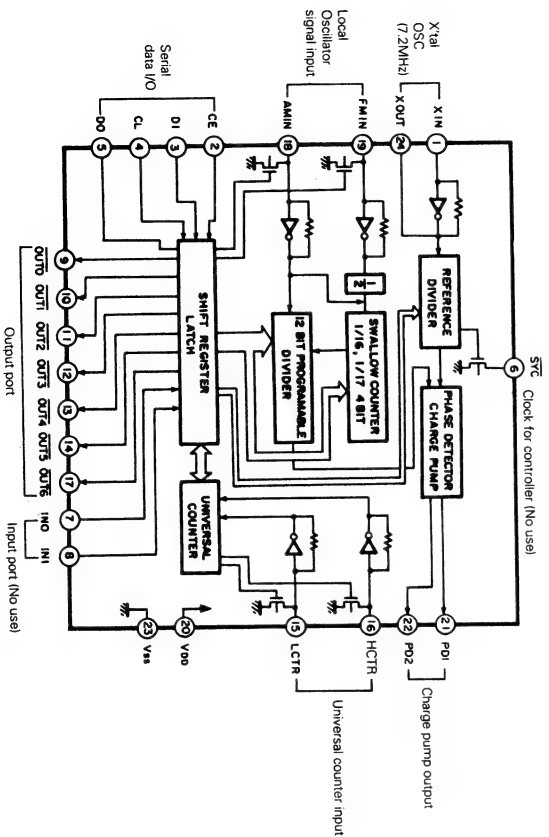 X'tal
OSC
(7.2MHz)
XIN
1
XOUT
24
Local
Oscillator
signal input
FMIN
19
AMIN
18
Serial
data I/O
CE
2
DI
3
CL
4
DO
5
REFERENCE
DIVIDER
1/2
SWALLOW COUNTER
1/16, 1/17 4BIT
12 BIT PROGRAMABLE
DIVIDER
SHIFT REGISTER
LATCH
PHASE DETECTOR
CHARGE PUMP
UNIVERSAL
COUNTER
6
SYC
Clock for controller (No use)
21
PD1
22
PD2
Charge pump output
16
HCTR
15
LCTR
Universal counter input
20
VDD
23
VSS
9
10
11
12
13
14
17
7
8
OUT0
OUT1
OUT2
OUT3
OUT4
OUT5
OUT6
IN0
IN1
Output port
Input port (No use)